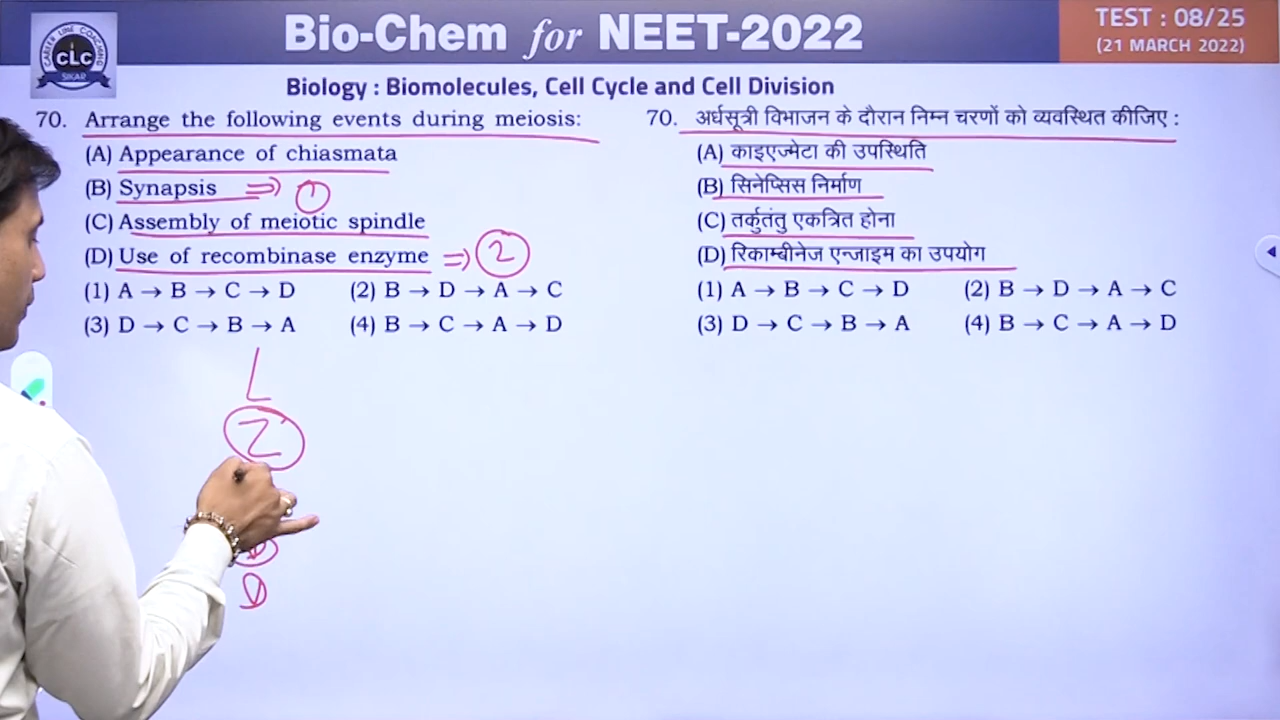 Bio-Chem for NEET-2022
TEST : 08/25
(21 MARCH 2022)
CAREER LINE COACHING
CLC
SIKAR
Biology : Biomolecules, Cell Cycle and Cell Division
70. Arrange the following events during meiosis:
(A) Appearance of chiasmata
(B) Synapsis ⇒ 1
(C) Assembly of meiotic spindle
(D) Use of recombinase enzyme ⇒ 2
(1) A → B → C → D (2) B → D → A → C
(3) D → C → B → A (4) B → C → A → D
L
Z
D
D
70. अर्धसूत्री विभाजन के दौरान निम्न चरणों को व्यवस्थित कीजिए :
(A) काइएज्मेटा की उपस्थिति
(B) सिनेप्सिस निर्माण
(C) तर्कुतंतु एकत्रित होना
(D) रिकाम्बीनेज एन्जाइम का उपयोग
(1) A → B → C → D (2) B → D → A → C
(3) D → C → B → A (4) B → C → A → D